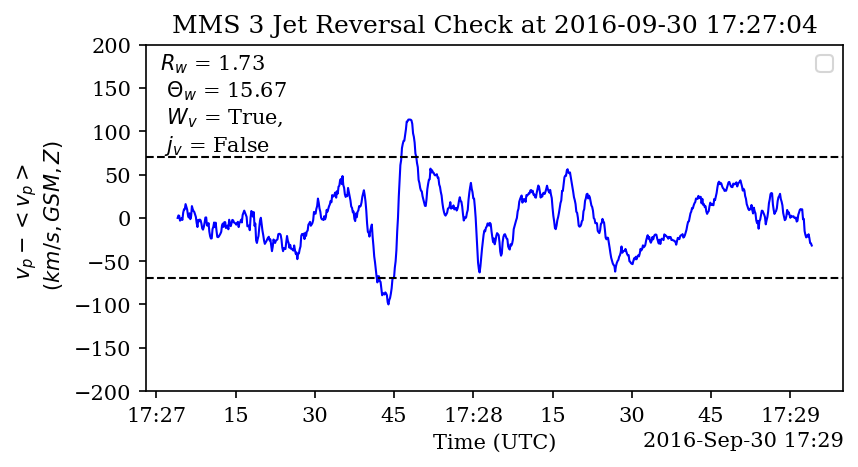 MMS 3 Jet Reversal Check at 2016-09-30 17:27:04
R_w = 1.73
Θ_w = 15.67
W_v = True,
j_v = False
200
150
100
50
0
−50
−100
−150
−200
v_p − < v_p >
(km/s, GSM, Z)
17:27 15 30 45 17:28 15 30 45 17:29
Time (UTC)
2016-Sep-30 17:29